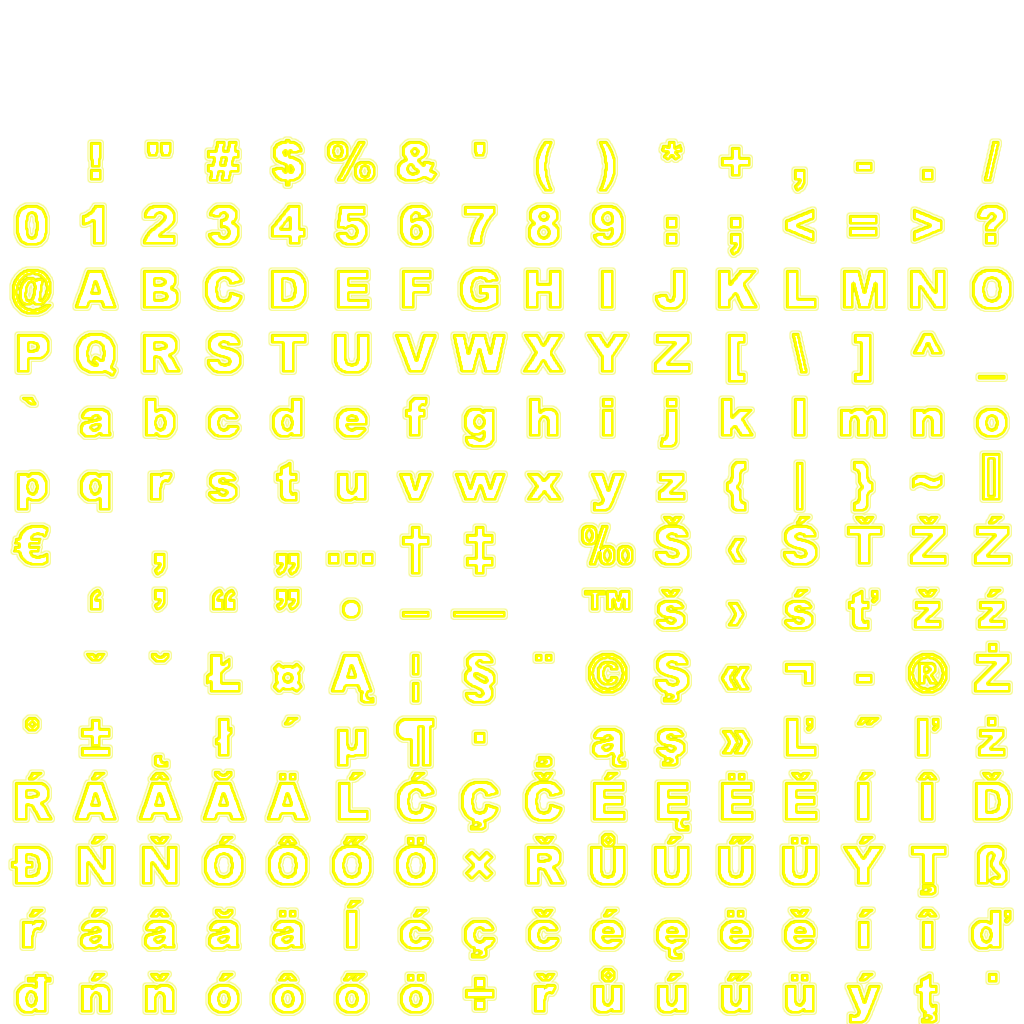 ! " # $ % & ' ( ) * + , - . /
0 1 2 3 4 5 6 7 8 9 : ; < = > ?
@ A B C D E F G H I J K L M N O
P Q R S T U V W X Y Z [ \ ] ^ _
` a b c d e f g h i j k l m n o
p q r s t u v w x y z { | } ~ ▯
€ ‚ „ … † ‡ ‰ Š ‹ Ś Ť Ž Ź
‘ ’ “ ” • – — ™ š › ś ť ž ź
ˇ ˘ Ł ¤ Ą ¦ § ¨ © Ş « ¬ - ® Ż
° ± ˛ ł ´ µ ¶ · ¸ ą ş » Ľ ˝ ľ ż
Ŕ Á Â Ă Ä Ĺ Ć Ç Č É Ę Ë Ě Í Î Ď
Đ Ń Ň Ó Ô Ő Ö × Ř Ů Ú Ű Ü Ý Ţ ß
ŕ á â ă ä ĺ ć ç č é ę ë ě í î ď
đ ń ň ó ô ő ö ÷ ř ů ú ű ü ý ţ ˙